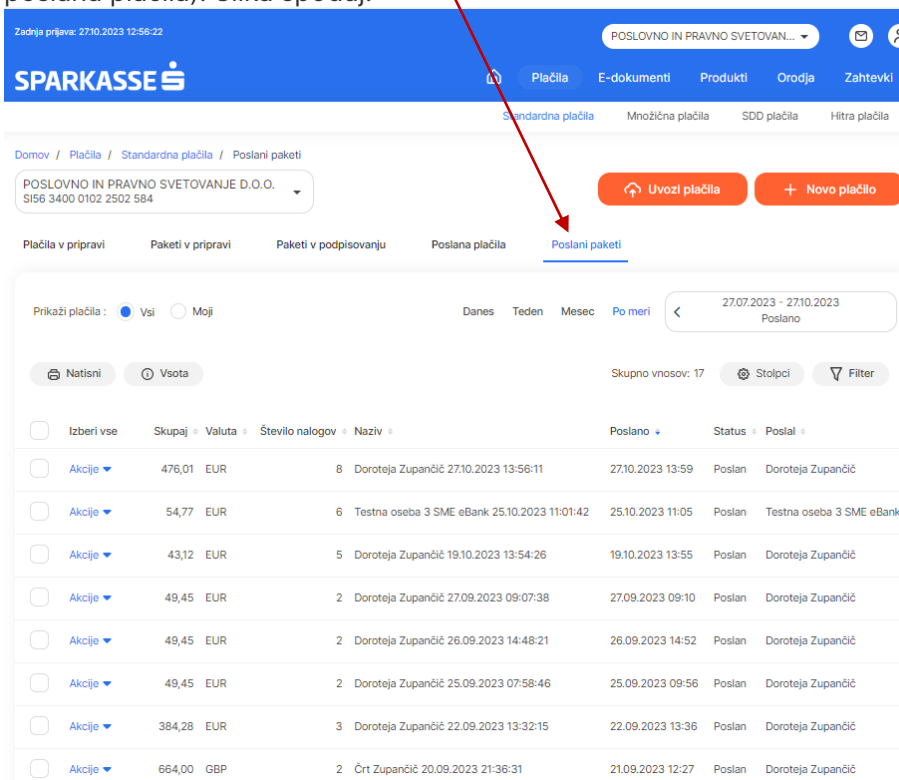 poslana plačila). Slika spodaj:
Zadnja prijava: 27.10.2023 12:56:22
POSLOVNO IN PRAVNO SVETOVAN...
SPARKASSE
Plačila E-dokumenti Produkti Orodja Zahtevki
Standardna plačila Množična plačila SDD plačila Hitra plačila
Domov / Plačila / Standardna plačila / Poslani paketi
POSLOVNO IN PRAVNO SVETOVANJE D.O.O.
SI56 3400 0102 2502 584
Uvozi plačila + Novo plačilo
Plačila v pripravi Paketi v pripravi Paketi v podpisovanju Poslana plačila Poslani paketi
Prikaži plačila : Vsi Moji Danes Teden Mesec Po meri < 27.07.2023 - 27.10.2023
Poslano
Natisni Vsota Skupno vnosov: 17 Stolpci Filter
Izberi vse Skupaj Valuta Število nalogov Naziv Poslano Status Poslal
Akcije 476,01 EUR 8 Doroteja Zupančič 27.10.2023 13:56:11 27.10.2023 13:59 Poslan Doroteja Zupančič
Akcije 54,77 EUR 6 Testna oseba 3 SME eBank 25.10.2023 11:01:42 25.10.2023 11:05 Poslan Testna oseba 3 SME eBank
Akcije 43,12 EUR 5 Doroteja Zupančič 19.10.2023 13:54:26 19.10.2023 13:55 Poslan Doroteja Zupančič
Akcije 49,45 EUR 2 Doroteja Zupančič 27.09.2023 09:07:38 27.09.2023 09:10 Poslan Doroteja Zupančič
Akcije 49,45 EUR 2 Doroteja Zupančič 26.09.2023 14:48:21 26.09.2023 14:52 Poslan Doroteja Zupančič
Akcije 49,45 EUR 2 Doroteja Zupančič 25.09.2023 07:58:46 25.09.2023 09:56 Poslan Doroteja Zupančič
Akcije 384,28 EUR 3 Doroteja Zupančič 22.09.2023 13:32:15 22.09.2023 13:36 Poslan Doroteja Zupančič
Akcije 664,00 GBP 2 Črt Zupančič 20.09.2023 21:36:31 21.09.2023 12:27 Poslan Doroteja Zupančič